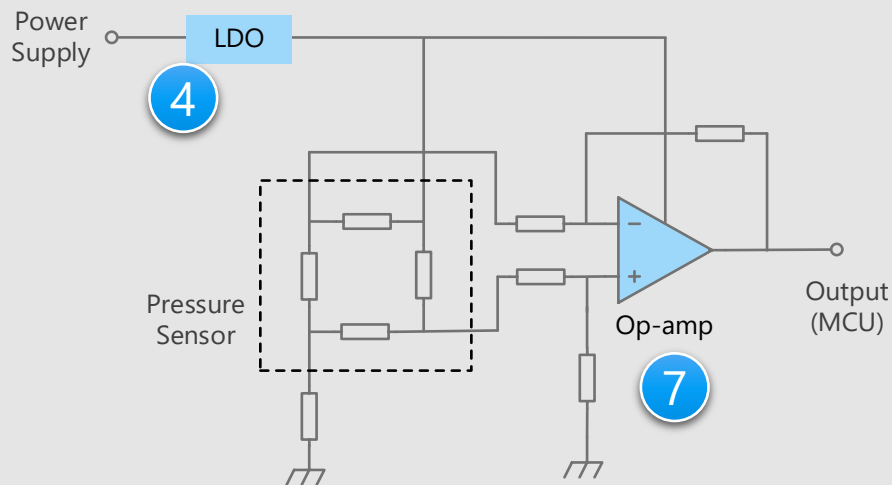 Power
Supply
LDO
4
Pressure
Sensor
−
+
Op-amp
7
Output
(MCU)